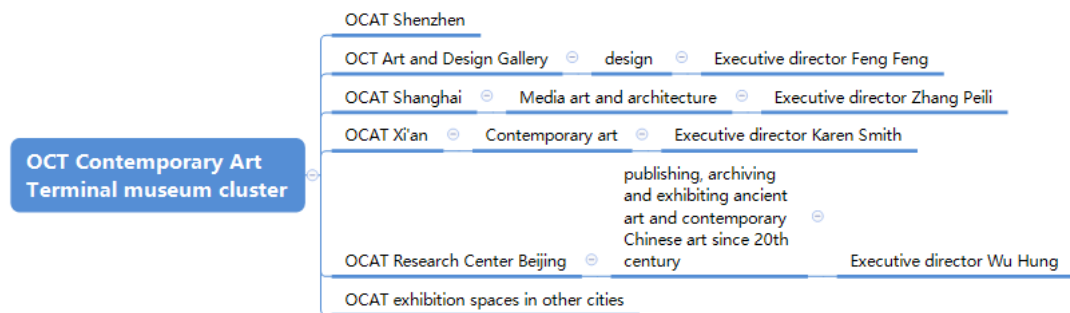 OCAT Shenzhen
OCT Art and Design Gallery design Executive director Feng Feng
OCAT Shanghai Media art and architecture Executive director Zhang Peili
OCAT Xi'an Contemporary art Executive director Karen Smith
OCT Contemporary Art
Terminal museum cluster
publishing, archiving
and exhibiting ancient
art and contemporary
Chinese art since 20th
century
OCAT Research Center Beijing
Executive director Wu Hung
OCAT exhibition spaces in other cities